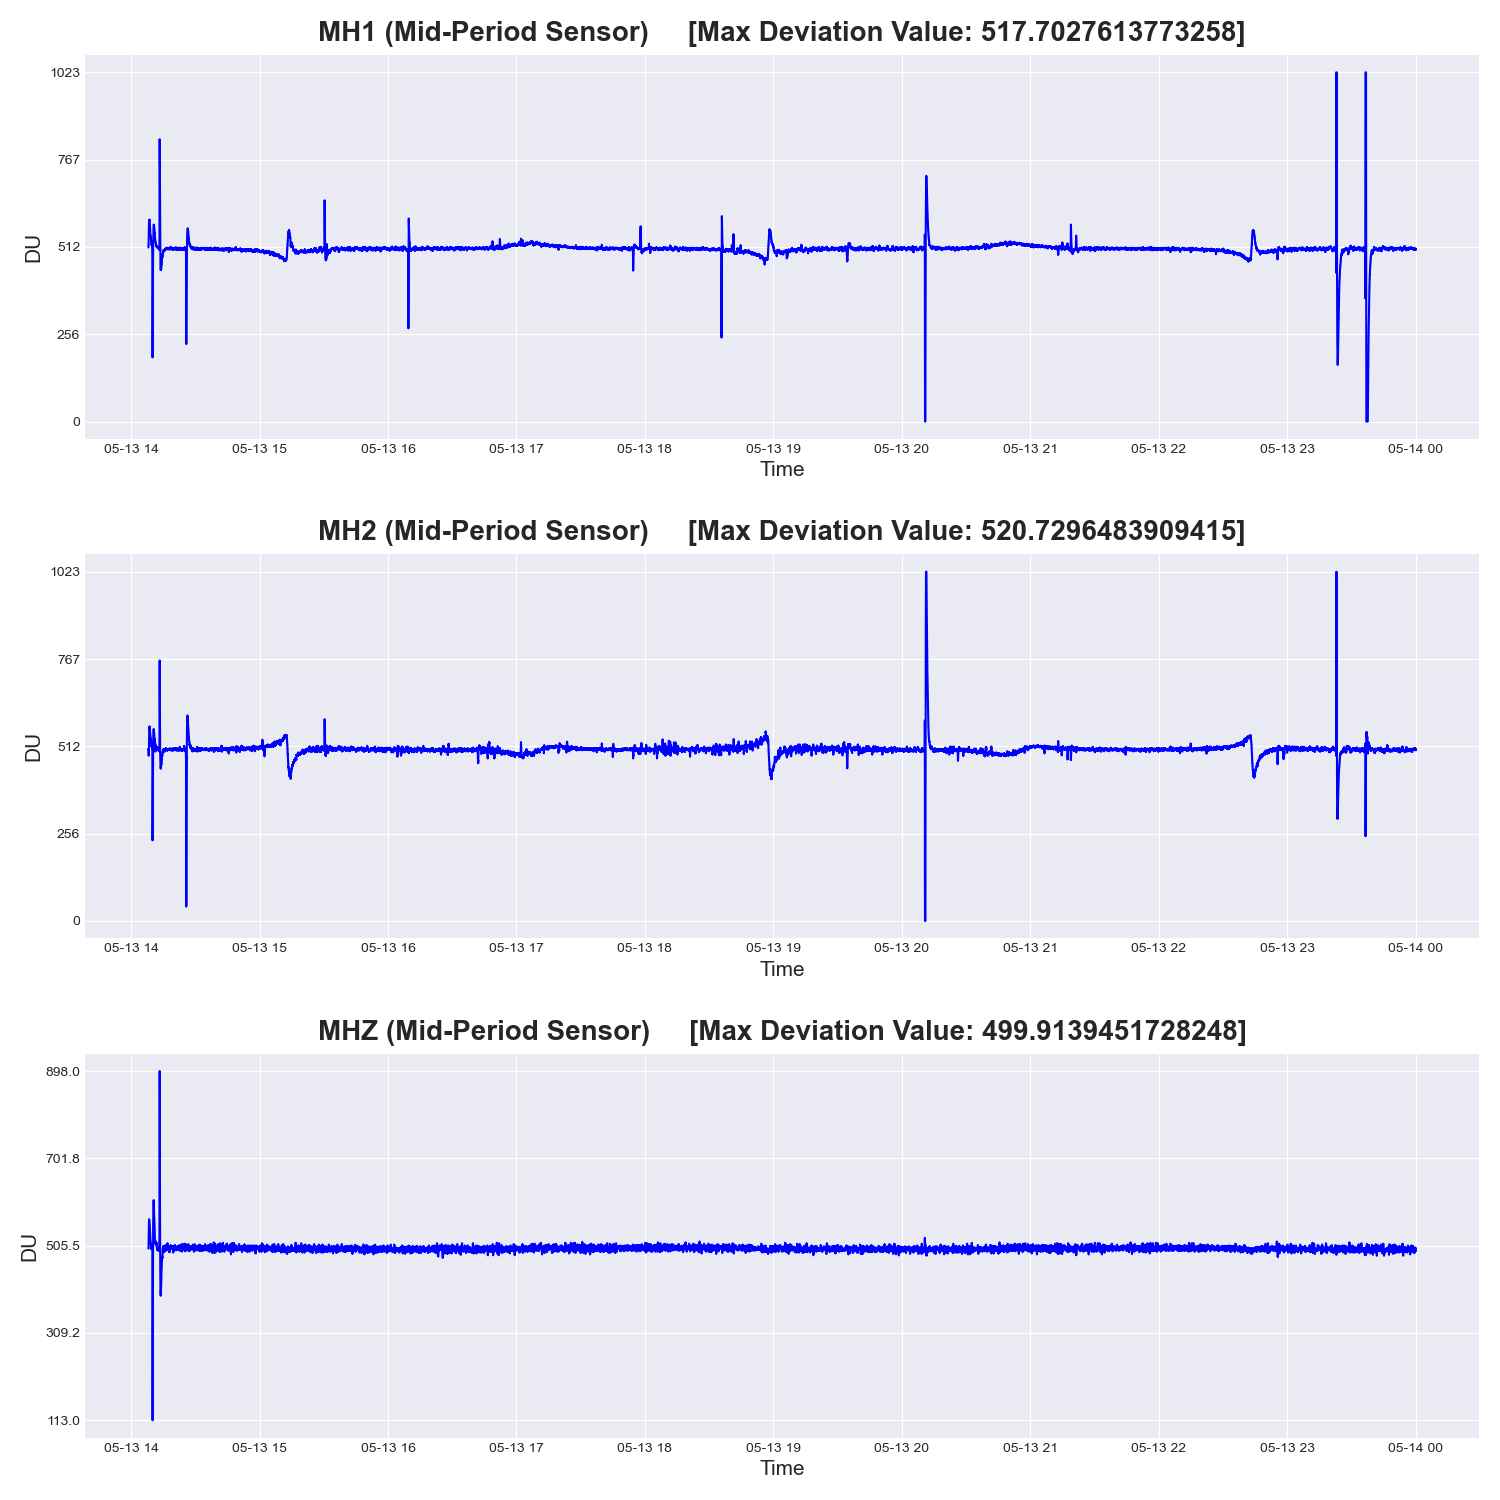 MH1 (Mid-Period Sensor) [Max Deviation Value: 517.7027613773258]
1023
767
512
256
0
DU
05-13 14 05-13 15 05-13 16 05-13 17 05-13 18 05-13 19 05-13 20 05-13 21 05-13 22 05-13 23 05-14 00
Time
MH2 (Mid-Period Sensor) [Max Deviation Value: 520.7296483909415]
1023
767
512
256
0
DU
05-13 14 05-13 15 05-13 16 05-13 17 05-13 18 05-13 19 05-13 20 05-13 21 05-13 22 05-13 23 05-14 00
Time
MHZ (Mid-Period Sensor) [Max Deviation Value: 499.9139451728248]
898.0
701.8
505.5
309.2
113.0
DU
05-13 14 05-13 15 05-13 16 05-13 17 05-13 18 05-13 19 05-13 20 05-13 21 05-13 22 05-13 23 05-14 00
Time